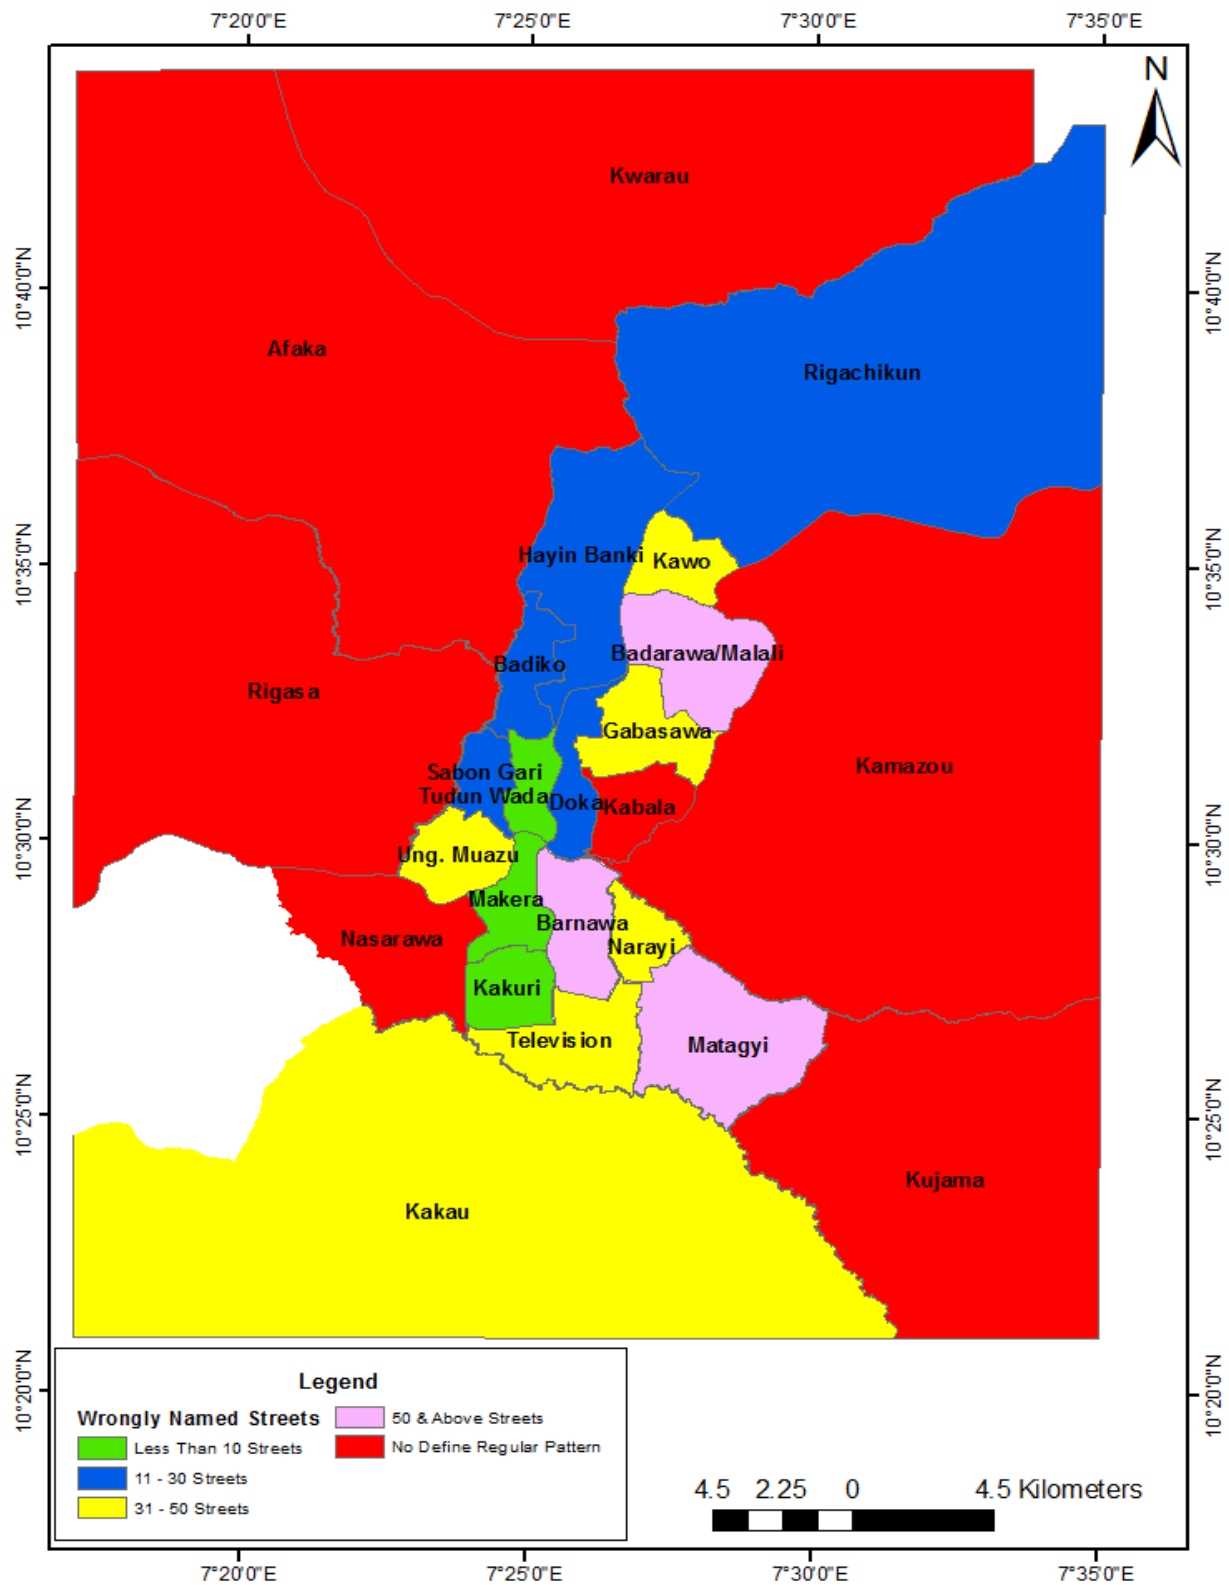 7°20'0"E 7°25'0"E 7°30'0"E 7°35'0"E
N
Kwarau
10°40'0"N 10°40'0"N
Afaka
Rigachikun
10°35'0"N 10°35'0"N
Hayin Banki
Kawo
Badarawa/Malali
Badiko
Rigasa
Gabasawa
Kamazou
Sabon Gari
Tudun Wada
Doka
Kabala
10°30'0"N 10°30'0"N
Ung. Muazu
Makera
Barnawa
Nasarawa
Narayi
Kakuri
Television
Matagyi
10°25'0"N 10°25'0"N
Kujama
Kakau
10°20'0"N 10°20'0"N
Legend
Wrongly Named Streets
Less Than 10 Streets
11 - 30 Streets
31 - 50 Streets
50 & Above Streets
No Define Regular Pattern
4.5 2.25 0 4.5 Kilometers
7°20'0"E 7°25'0"E 7°30'0"E 7°35'0"E